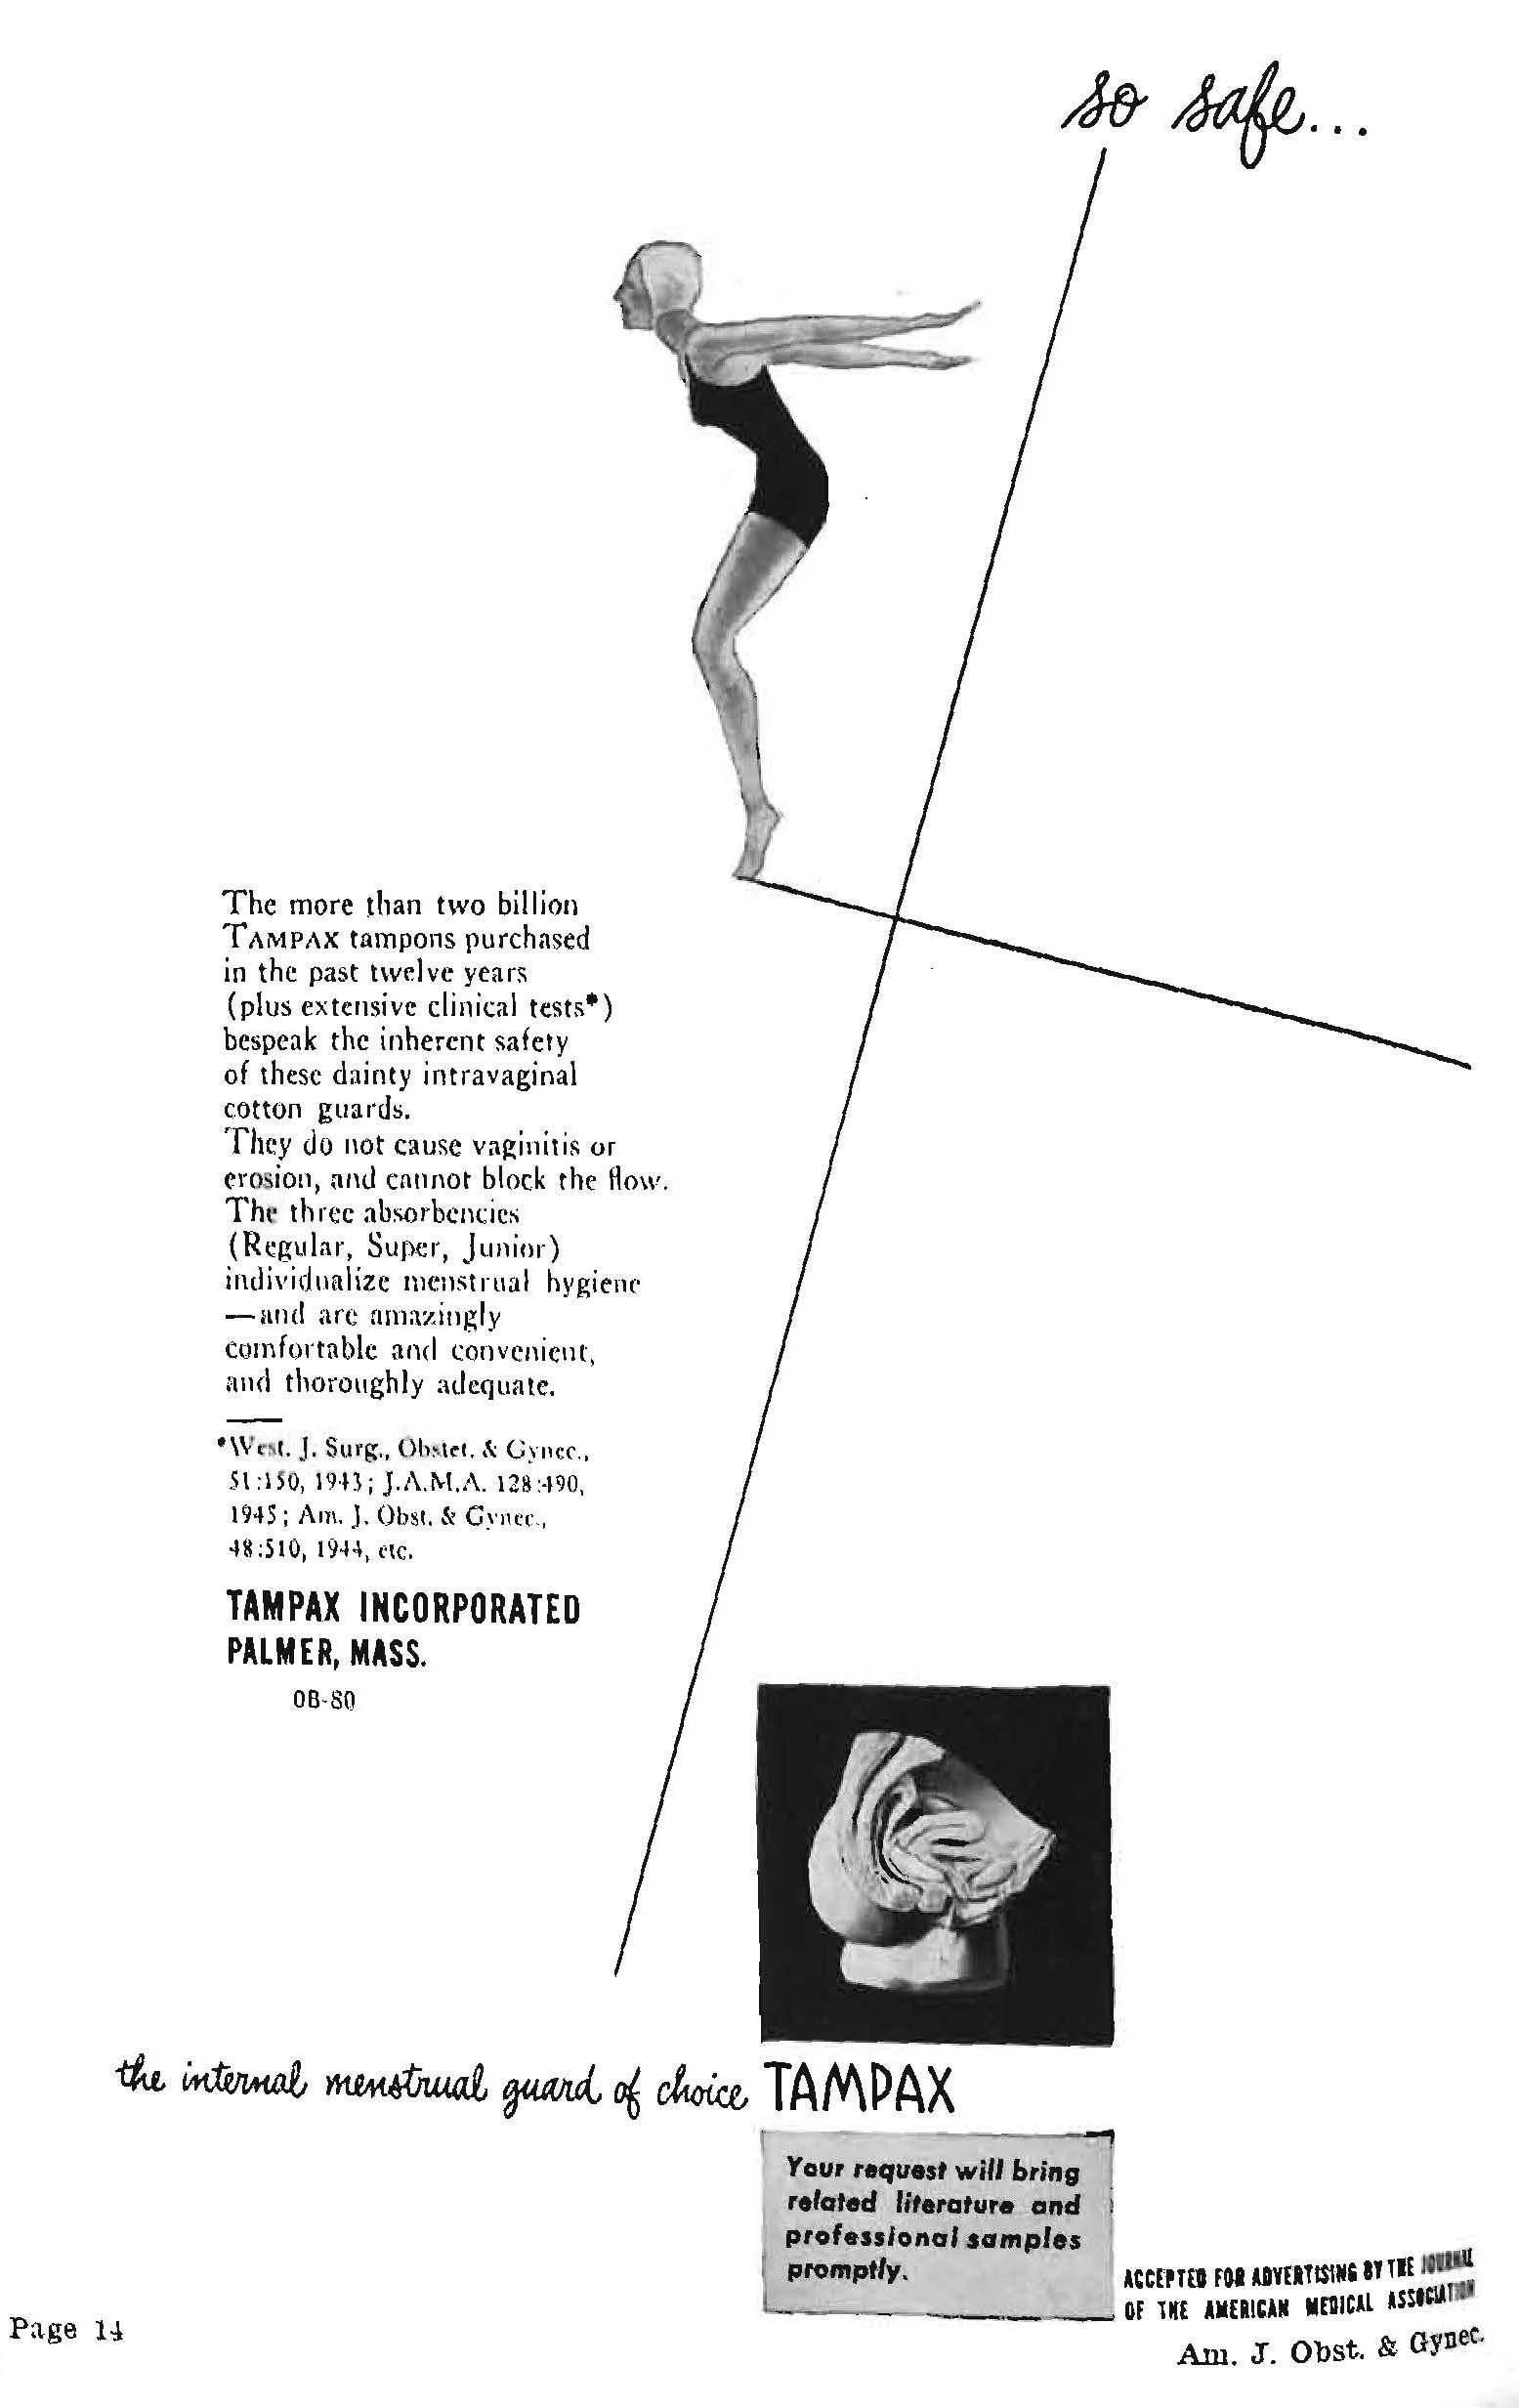 so safe...
The more than two billion
TAMPAX tampons purchased
in the past twelve years
(plus extensive clinical tests*)
bespeak the inherent safety
of these dainty intravaginal
cotton guards.
They do not cause vaginitis or
erosion, and cannot block the flow.
The three absorbencies
(Regular, Super, Junior)
individualize menstrual hygiene
—and are amazingly
comfortable and convenient,
and thoroughly adequate.
*West. J. Surg., Obstet. & Gynec.,
51:150, 1943; J.A.M.A. 128:490,
1945; Am. J. Obst. & Gynec.,
48:510, 1944, etc.
TAMPAX INCORPORATED
PALMER, MASS.
OB-80
the internal menstrual guard of choice TAMPAX
Your request will bring
related literature and
professional samples
promptly.
ACCEPTED FOR ADVERTISING BY THE JOURNAL
OF THE AMERICAN MEDICAL ASSOCIATION
Page 14
Am. J. Obst. & Gynec.